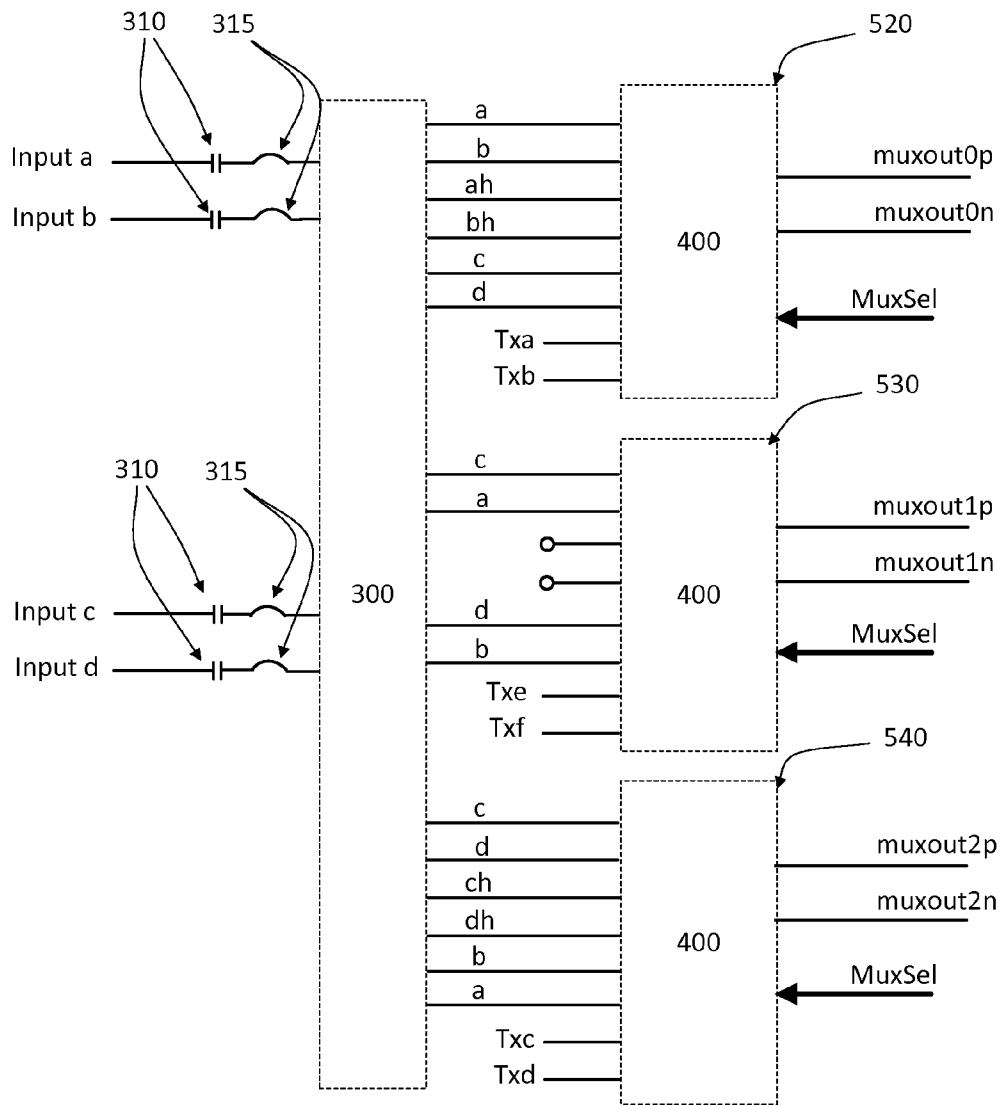 310
315
520
Input a
Input b
a
b
ah
bh
c
d
Txa
Txb
400
muxout0p
muxout0n
MuxSel
530
310
315
Input c
Input d
300
c
a
d
b
Txe
Txf
400
muxout1p
muxout1n
MuxSel
540
c
d
ch
dh
b
a
Txc
Txd
400
muxout2p
muxout2n
MuxSel